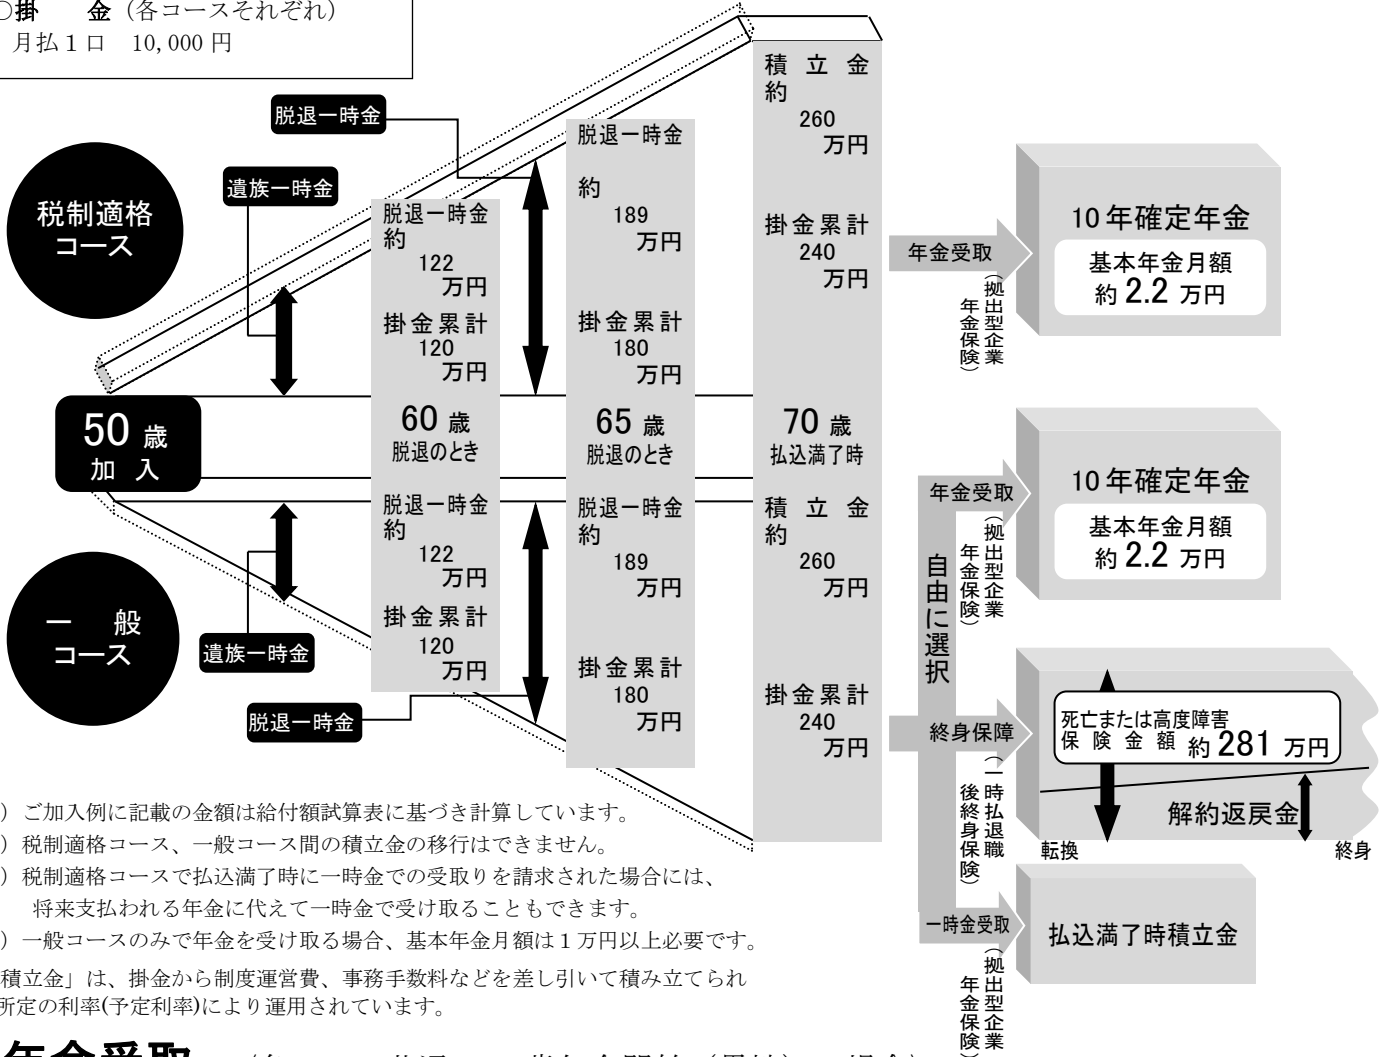 ○掛　　金（各コースそれぞれ）
月払１口　10,000 円
脱退一時金
遺族一時金
税制適格
コース
脱退一時金
約
122
万円
掛金累計
120
万円
脱退一時金
約
189
万円
掛金累計
180
万円
積 立 金
約
260
万円
掛金累計
240
万円
年金受取
（拠出型企業
年金保険）
10年確定年金
基本年金月額
約 2.2 万円
50 歳
加 入
60 歳
脱退のとき
65 歳
脱退のとき
70 歳
払込満了時
一 般
コース
遺族一時金
脱退一時金
脱退一時金
約
122
万円
掛金累計
120
万円
脱退一時金
約
189
万円
掛金累計
180
万円
積 立 金
約
260
万円
掛金累計
240
万円
自由に選択
年金受取
（拠出型企業
年金保険）
10年確定年金
基本年金月額
約 2.2 万円
終身保障
（一時払退職
後終身保険）
死亡または高度障害
保 険 金 額 約 281 万円
解約返戻金
転換
終身
一時金受取
（拠出型企業
年金保険）
払込満了時積立金
）ご加入例に記載の金額は給付額試算表に基づき計算しています。
）税制適格コース、一般コース間の積立金の移行はできません。
）税制適格コースで払込満了時に一時金での受取りを請求された場合には、
将来支払われる年金に代えて一時金で受け取ることもできます。
）一般コースのみで年金を受け取る場合、基本年金月額は１万円以上必要です。
積立金」は、掛金から制度運営費、事務手数料などを差し引いて積み立てられ
所定の利率(予定利率)により運用されています。
年金受取